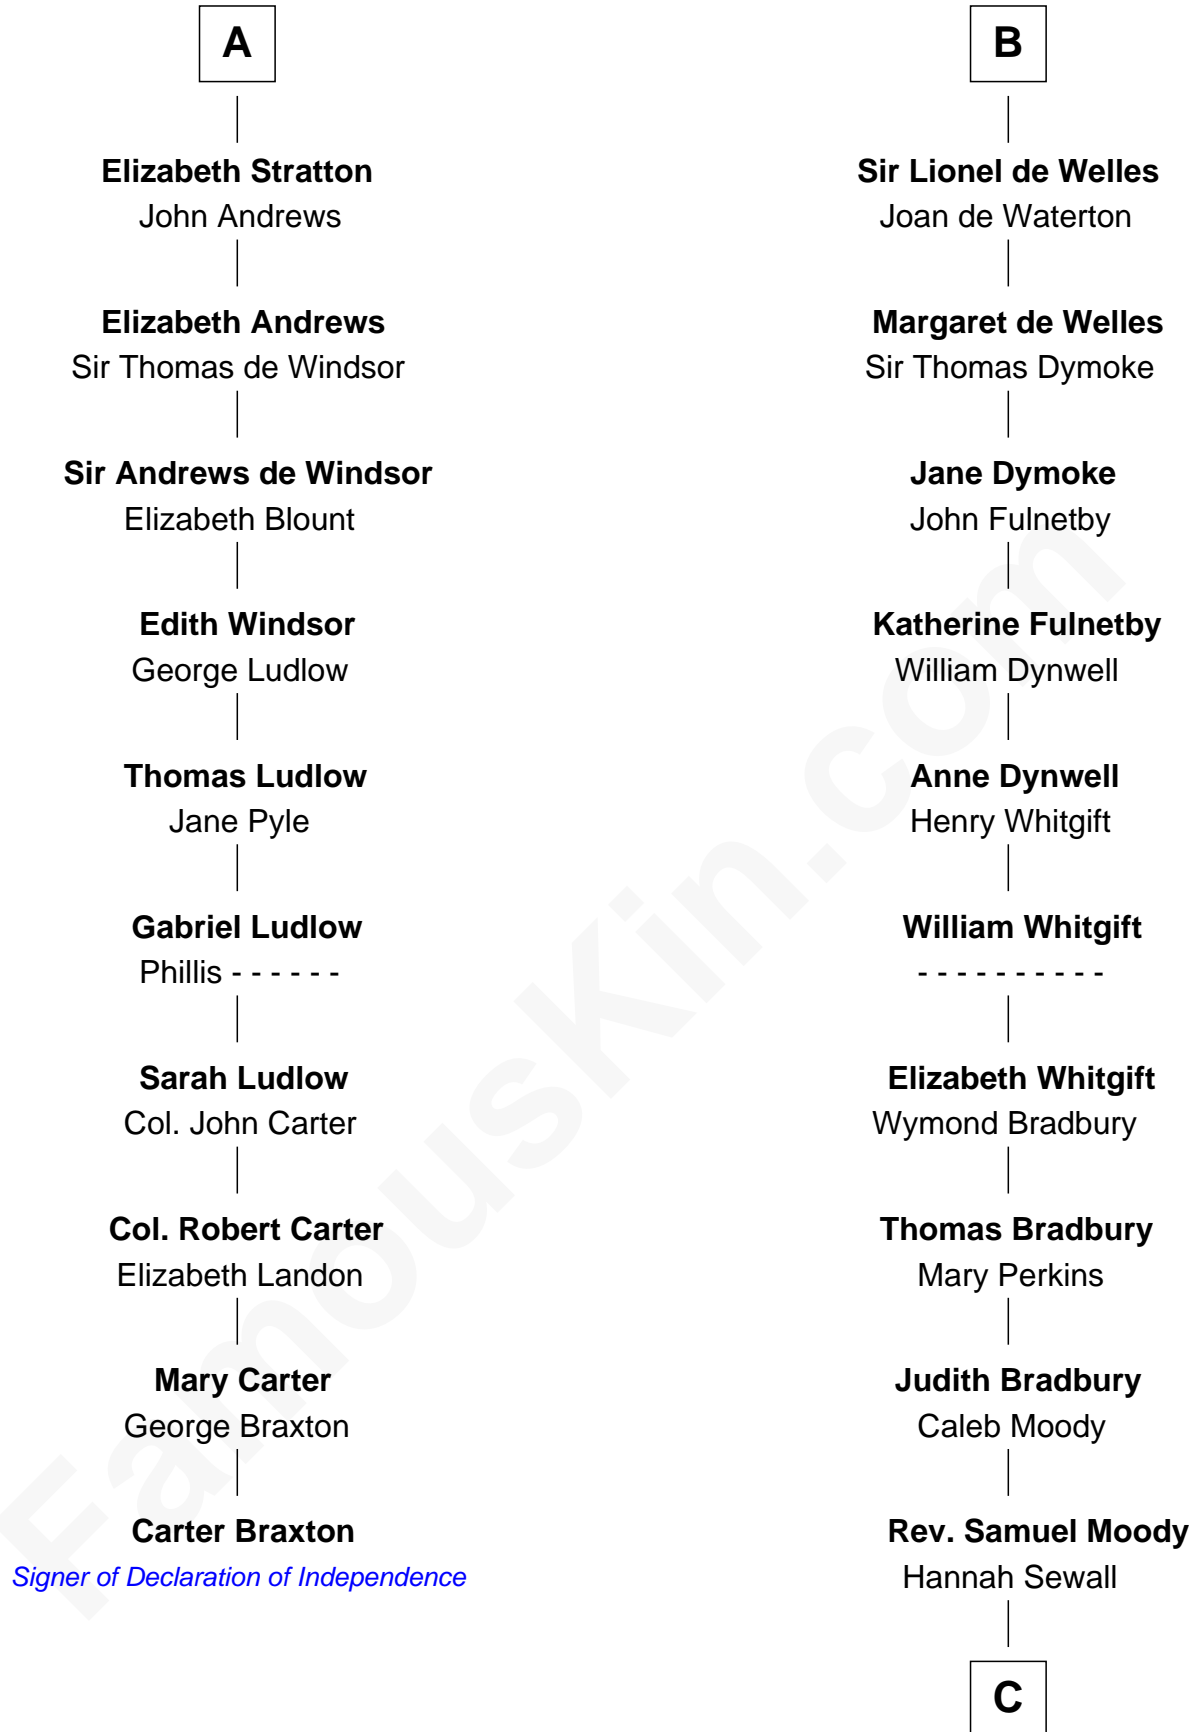 A
Elizabeth Stratton
John Andrews
Elizabeth Andrews
Sir Thomas de Windsor
Sir Andrews de Windsor
Elizabeth Blount
Edith Windsor
George Ludlow
Thomas Ludlow
Jane Pyle
Gabriel Ludlow
Phillis - - - - - -
Sarah Ludlow
Col. John Carter
Col. Robert Carter
Elizabeth Landon
Mary Carter
George Braxton
Carter Braxton
Signer of Declaration of Independence
B
Sir Lionel de Welles
Joan de Waterton
Margaret de Welles
Sir Thomas Dymoke
Jane Dymoke
John Fulnetby
Katherine Fulnetby
William Dynwell
Anne Dynwell
Henry Whitgift
William Whitgift
- - - - - - - - - -
Elizabeth Whitgift
Wymond Bradbury
Thomas Bradbury
Mary Perkins
Judith Bradbury
Caleb Moody
Rev. Samuel Moody
Hannah Sewall
C
FamousKin.com